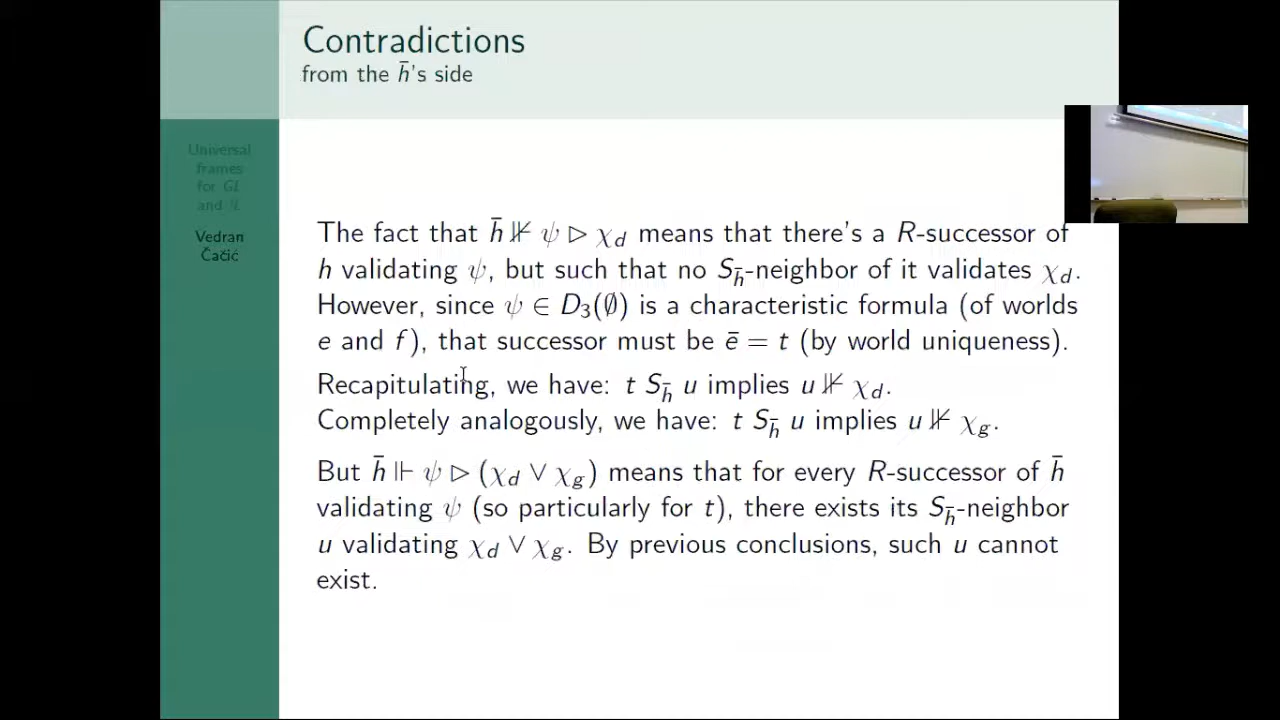 Contradictions
from the h̄'s side
Universal
frames
for GL
and IL
Vedran
Čačić
The fact that h̄ ⊮ ψ ▷ χ_d means that there's a R-successor of
h validating ψ, but such that no S_h̄-neighbor of it validates χ_d.
However, since ψ ∈ D₃(∅) is a characteristic formula (of worlds
e and f), that successor must be ē = t (by world uniqueness).
Recapitulating, we have: t S_h̄ u implies u ⊮ χ_d.
Completely analogously, we have: t S_h̄ u implies u ⊮ χ_g.
But h̄ ⊩ ψ ▷ (χ_d ∨ χ_g) means that for every R-successor of h̄
validating ψ (so particularly for t), there exists its S_h̄-neighbor
u validating χ_d ∨ χ_g. By previous conclusions, such u cannot
exist.